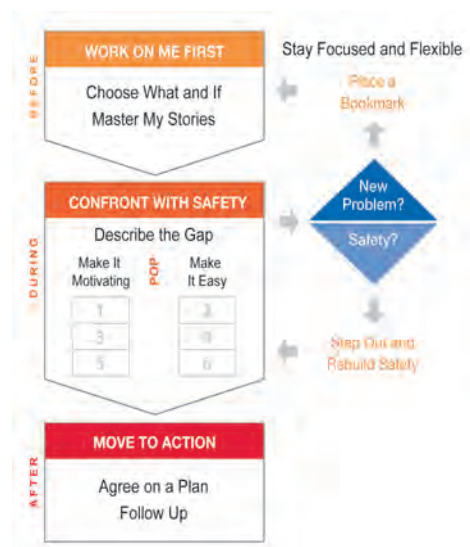 BEFORE
WORK ON ME FIRST
Choose What and If
Master My Stories
Stay Focused and Flexible
Place a
Bookmark
DURING
CONFRONT WITH SAFETY
Describe the Gap
Make It
Motivating
POP
Make
It Easy
1
2
3
4
5
6
New
Problem?
Safety?
Step Out and
Rebuild Safety
AFTER
MOVE TO ACTION
Agree on a Plan
Follow Up